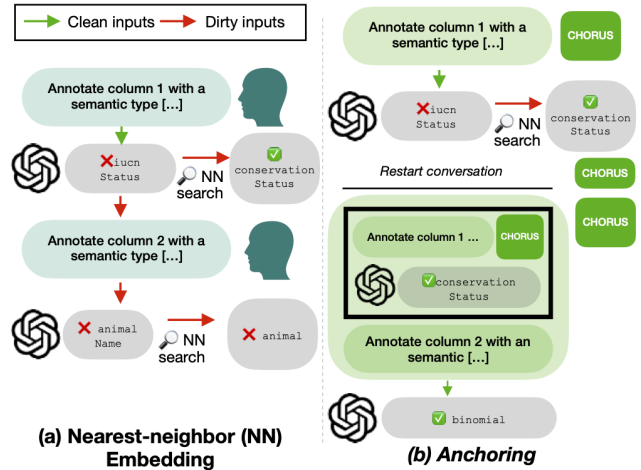 Clean inputs
Dirty inputs
Annotate column 1 with a
semantic type [...]
❌iucn
Status
🔎 NN
search
✅
conservation
Status
Annotate column 2 with a
semantic type [...]
❌ animal
Name
🔎 NN
search
❌ animal
(a) Nearest-neighbor (NN)
Embedding
Annotate column 1 with a
semantic type [...]
CHORUS
❌iucn
Status
🔎 NN
search
✅
conservation
Status
Restart conversation
CHORUS
CHORUS
Annotate column 1 ...
CHORUS
✅conservation
Status
Annotate column 2 with an
semantic [...]
✅ binomial
(b) Anchoring